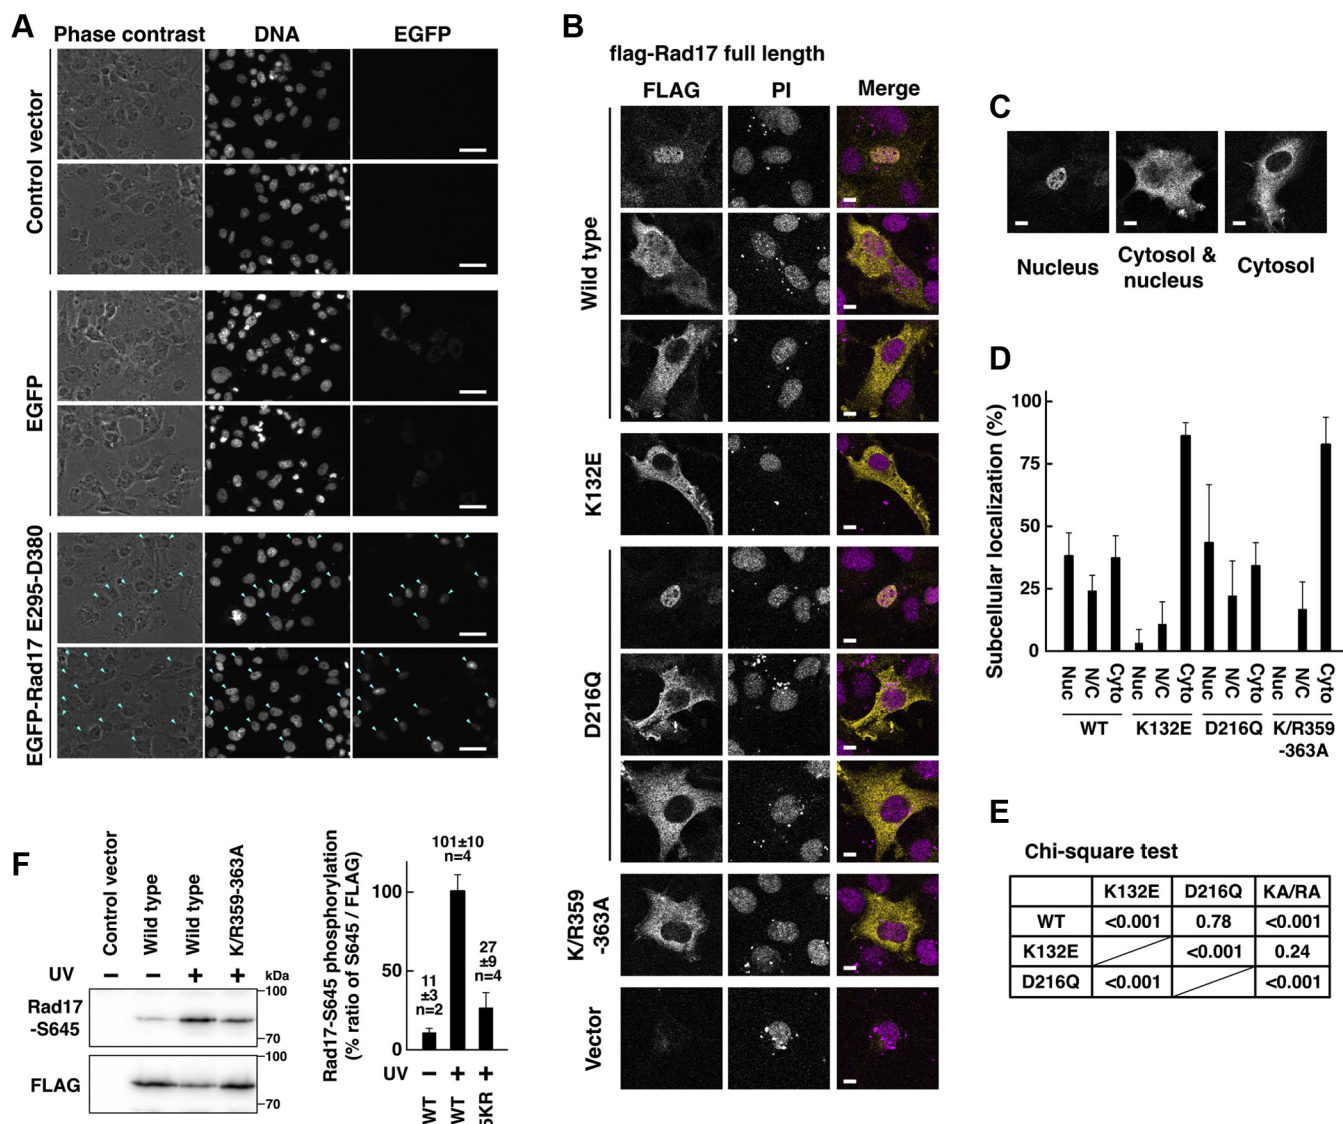 A
Phase contrast
DNA
EGFP
Control vector
EGFP
EGFP-Rad17 E295-D380
B
flag-Rad17 full length
FLAG
PI
Merge
Wild type
K132E
D216Q
K/R359
-363A
Vector
C
Nucleus
Cytosol &
nucleus
Cytosol
D
Subcellular localization (%)
100
75
50
25
0
Nuc
N/C
Cyto
Nuc
N/C
Cyto
Nuc
N/C
Cyto
Nuc
N/C
Cyto
WT
K132E
D216Q
K/R359
-363A
E
Chi-square test
K132E D216Q KA/RA
WT <0.001 0.78 <0.001
K132E <0.001 0.24
D216Q <0.001 <0.001
F
Control vector
Wild type
Wild type
K/R359-363A
UV − − + + kDa
Rad17
-S645
100
70
FLAG
100
70
Rad17-S645 phosphorylation
(% ratio of S645 / FLAG)
100
50
0
11
±3
n=2
101±10
n=4
27
±9
n=4
UV − + +
WT
WT
5KR